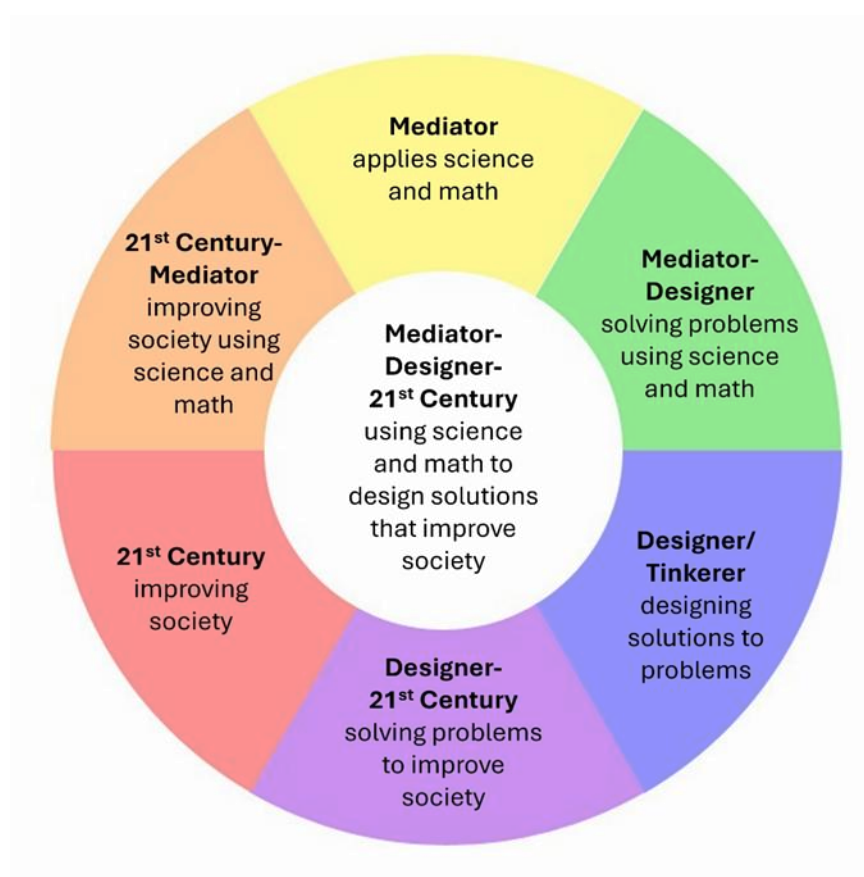 Mediator
applies science
and math
Mediator-
Designer
solving problems
using science
and math
Designer/
Tinkerer
designing
solutions to
problems
Designer-
21st Century
solving problems
to improve
society
21st Century
improving
society
21st Century-
Mediator
improving
society using
science and
math
Mediator-
Designer-
21st Century
using science
and math to
design solutions
that improve
society